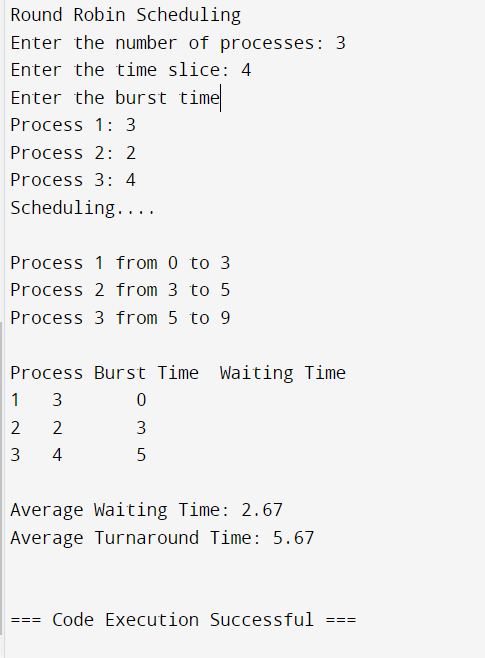 Round Robin Scheduling
Enter the number of processes: 3
Enter the time slice: 4
Enter the burst time
Process 1: 3
Process 2: 2
Process 3: 4
Scheduling....

Process 1 from 0 to 3
Process 2 from 3 to 5
Process 3 from 5 to 9

Process Burst Time  Waiting Time
1   3       0
2   2       3
3   4       5

Average Waiting Time: 2.67
Average Turnaround Time: 5.67

=== Code Execution Successful ===